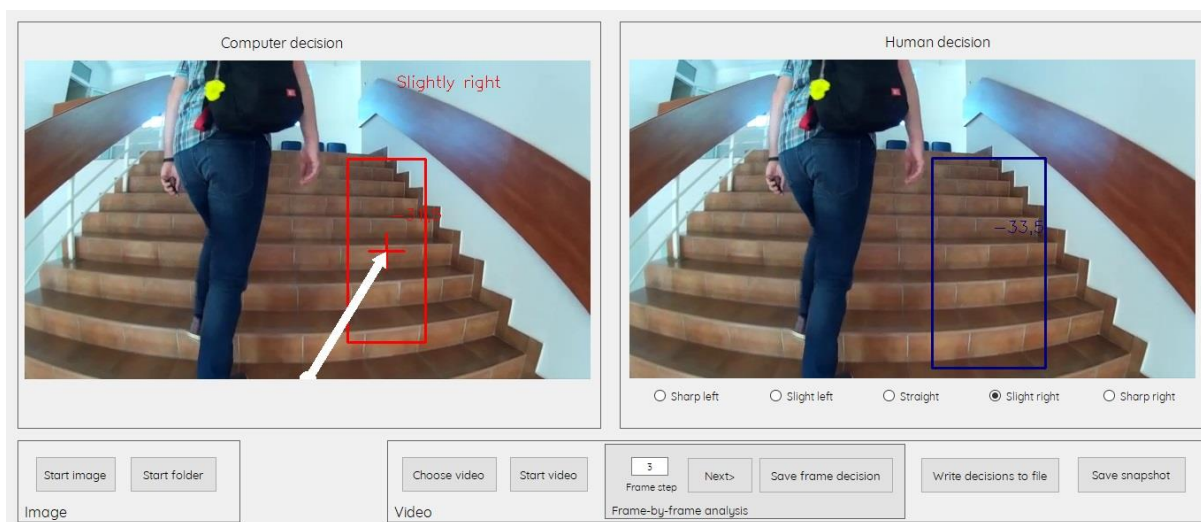 Computer decision
Slightly right
Human decision
-33,5
Sharp left
Slight left
Straight
Slight right
Sharp right
Start image
Start folder
Image
Choose video
Start video
Video
3
Frame step
Next>
Save frame decision
Frame-by-frame analysis
Write decisions to file
Save snapshot